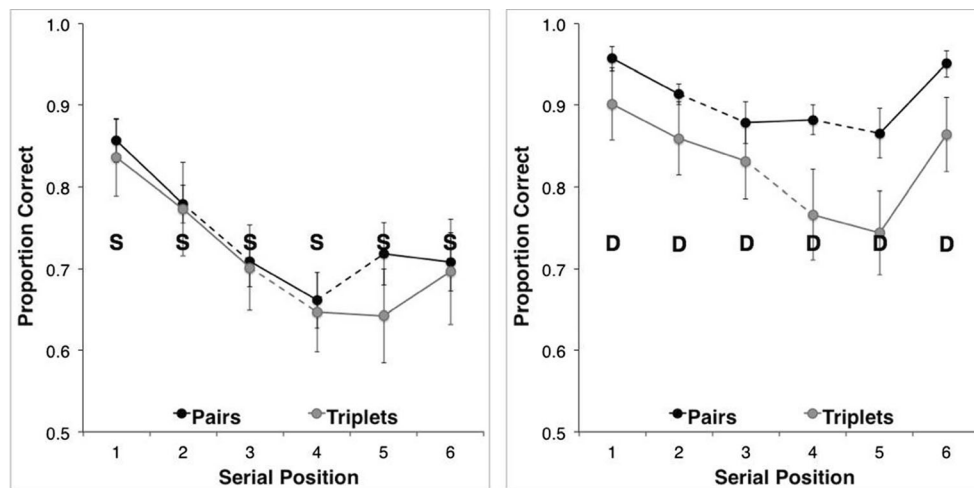 1.0
0.9
0.8
0.7
0.6
0.5
Proportion Correct
S S S S S S
Pairs Triplets
1 2 3 4 5 6
Serial Position
1.0
0.9
0.8
0.7
0.6
0.5
Proportion Correct
D D D D D D
Pairs Triplets
1 2 3 4 5 6
Serial Position